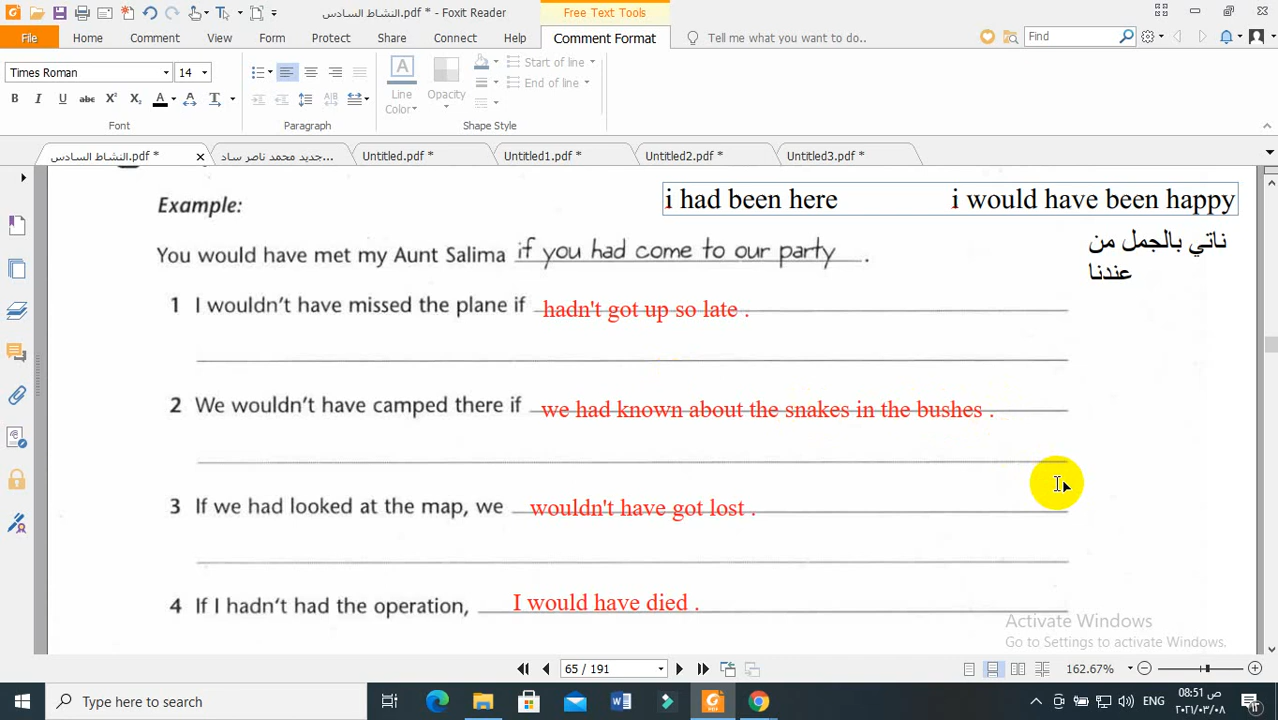 النشاط السادس.pdf * - Foxit Reader
Free Text Tools
File Home Comment View Form Protect Share Connect Help Comment Format Tell me what you want to do.. Find
Times Roman 14
Line Color
Opacity
Start of line
End of line
Font Paragraph Shape Style
النشاط السادس.pdf * جديد محمد ناصر ساد... Untitled.pdf * Untitled1.pdf * Untitled2.pdf * Untitled3.pdf *
Example:
i had been here i would have been happy
ناتي بالجمل من
عندنا
You would have met my Aunt Salima if you had come to our party .
1 I wouldn't have missed the plane if hadn't got up so late .
2 We wouldn't have camped there if we had known about the snakes in the bushes .
3 If we had looked at the map, we wouldn't have got lost .
4 If I hadn't had the operation, I would have died .
Activate Windows
Go to Settings to activate Windows.
65 / 191 162.67%
Type here to search
ENG
08:51 ص
٢٠٢١/٠٣/٠٨